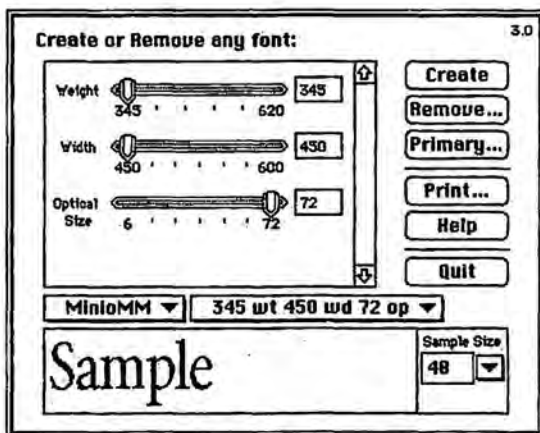 3.0
Create or Remove any font:
Weight
345
345
620
Width
450
450
600
Optical
Size
72
6
72
Create
Remove...
Primary...
Print...
Help
Quit
MinioMM
345 wt 450 wd 72 op
Sample
Sample Size
48